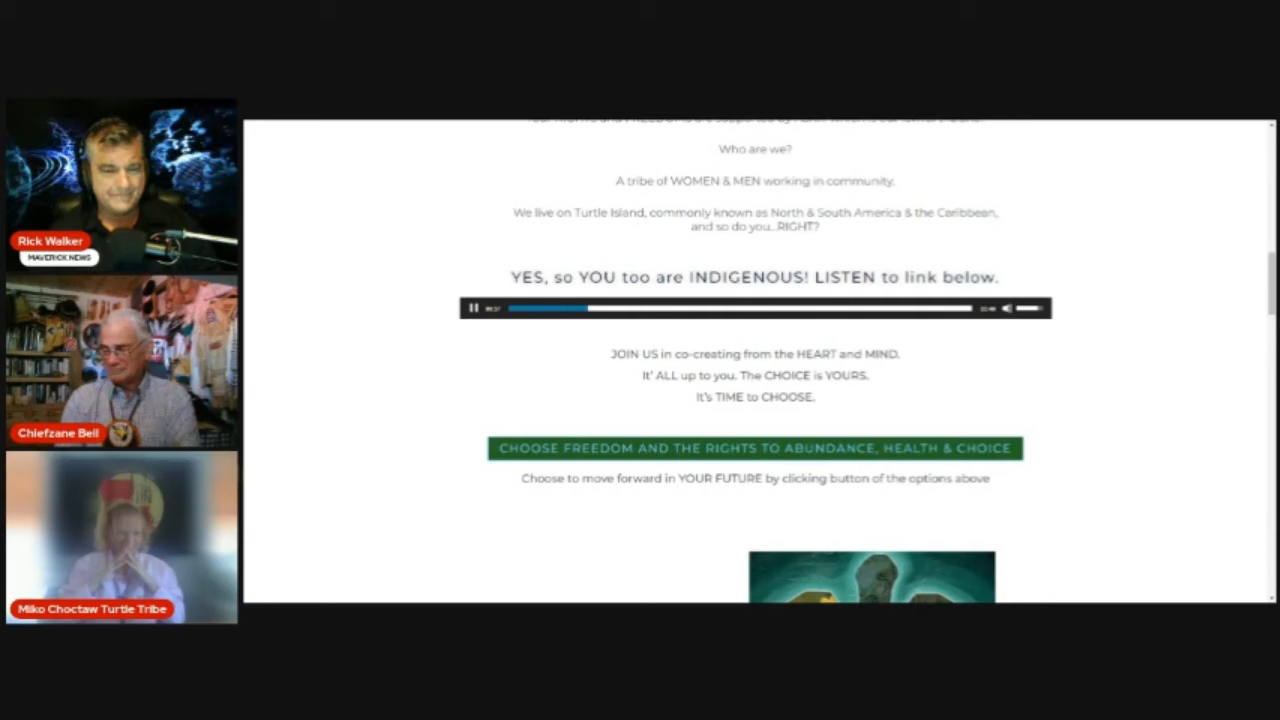 Rick Walker
MAVERICK NEWS
Chiefzane Bell
Miko Choctaw Turtle Tribe
Who are we?
A tribe of WOMEN & MEN working in community.
We live on Turtle Island, commonly known as North & South America & the Caribbean,
and so do you...RIGHT?
YES, so YOU too are INDIGENOUS! LISTEN to link below.
JOIN US in co-creating from the HEART and MIND.
It' ALL up to you. The CHOICE is YOURS.
It's TIME to CHOOSE.
CHOOSE FREEDOM AND THE RIGHTS TO ABUNDANCE, HEALTH & CHOICE
Choose to move forward in YOUR FUTURE by clicking button of the options above